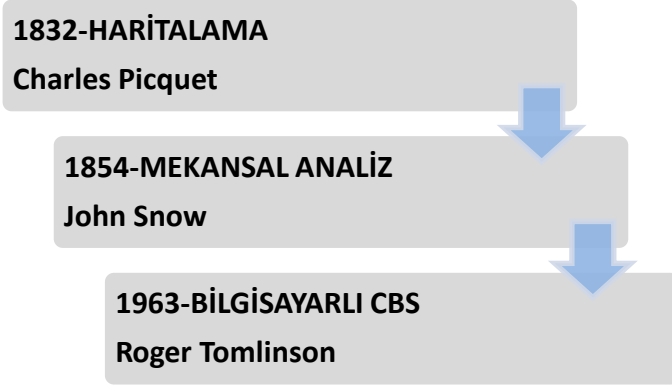 1832-HARİTALAMA
Charles Picquet
1854-MEKANSAL ANALİZ
John Snow
1963-BİLGİSAYARLI CBS
Roger Tomlinson